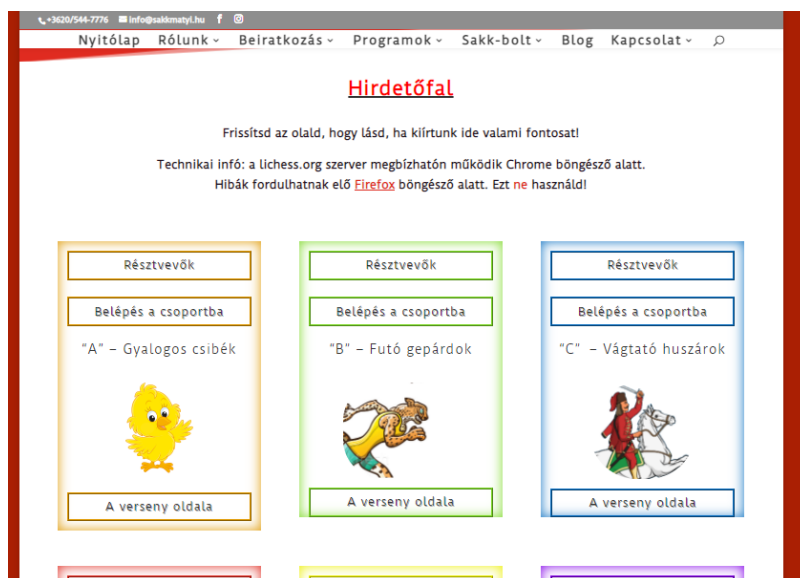 +3620/544-7776 info@sakkmatyi.hu
Nyitólap Rólunk Beiratkozás Programok Sakk-bolt Blog Kapcsolat
Hirdetőfal
Frissítsd az olald, hogy lásd, ha kiírtunk ide valami fontosat!
Technikai infó: a lichess.org szerver megbízhatón működik Chrome böngésző alatt.
Hibák fordulhatnak elő Firefox böngésző alatt. Ezt ne használd!
Résztvevők
Belépés a csoportba
"A" – Gyalogos csibék
A verseny oldala
Résztvevők
Belépés a csoportba
"B" – Futó gepárdok
A verseny oldala
Résztvevők
Belépés a csoportba
"C" – Vágtató huszárok
A verseny oldala